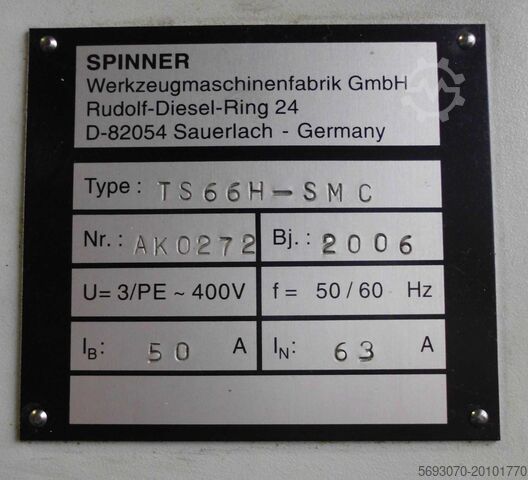 SPINNER
Werkzeugmaschinenfabrik GmbH
Rudolf-Diesel-Ring 24
D-82054 Sauerlach - Germany
Type : TS66H-SMC
Nr. : AK0272 Bj. : 2006
U= 3/PE ~ 400V f = 50 / 60 Hz
IB: 50 A IN: 63 A
5693070-20101770